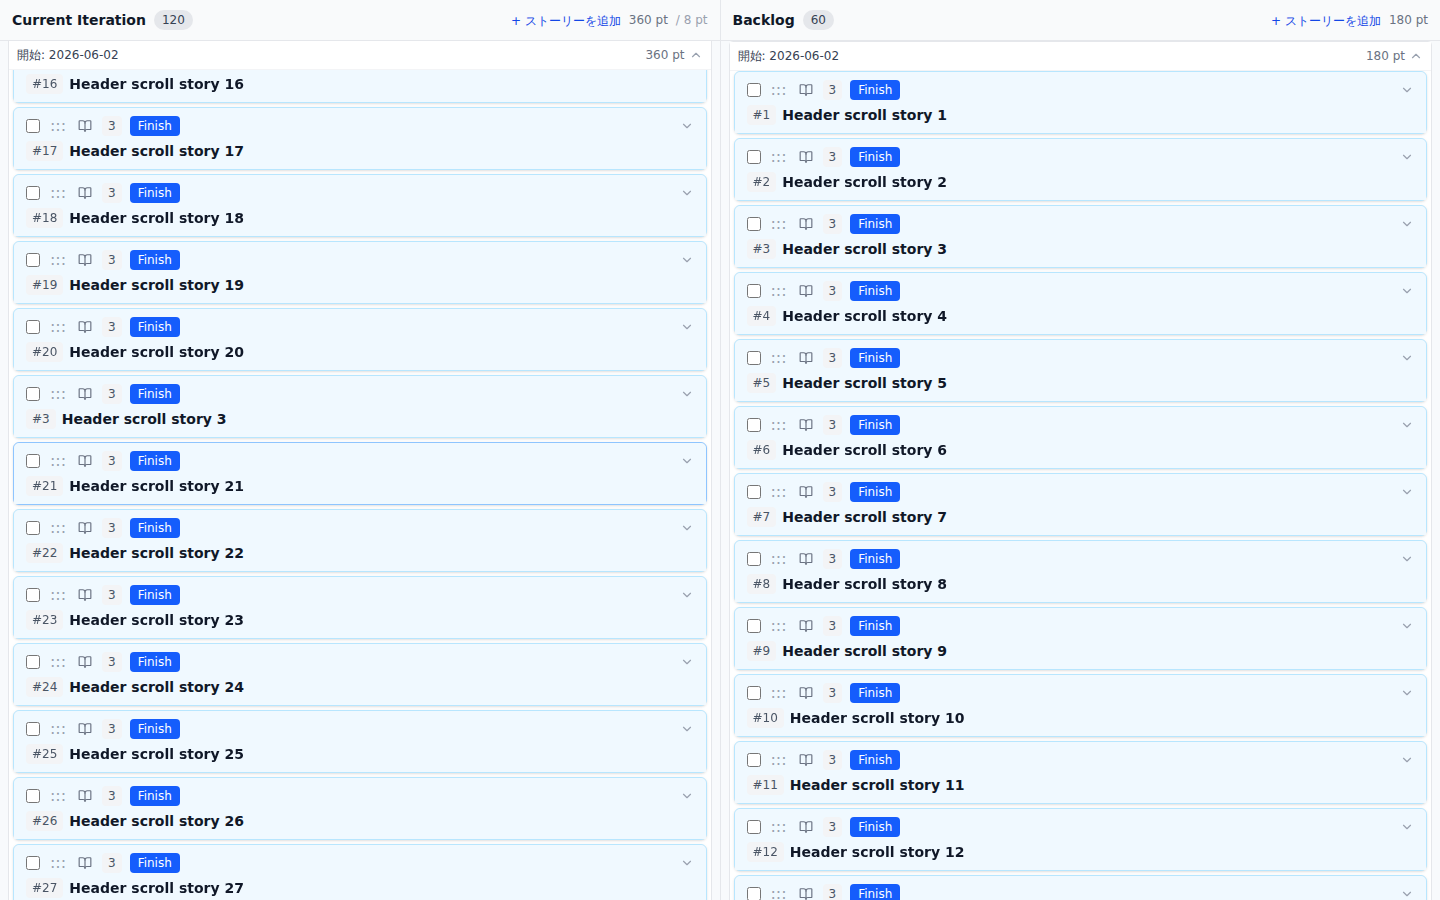 Current Iteration 120 + ストーリーを追加 360 pt / 8 pt
開始: 2026-06-02 360 pt
#16 Header scroll story 16
3 Finish
#17 Header scroll story 17
3 Finish
#18 Header scroll story 18
3 Finish
#19 Header scroll story 19
3 Finish
#20 Header scroll story 20
3 Finish
#3 Header scroll story 3
3 Finish
#21 Header scroll story 21
3 Finish
#22 Header scroll story 22
3 Finish
#23 Header scroll story 23
3 Finish
#24 Header scroll story 24
3 Finish
#25 Header scroll story 25
3 Finish
#26 Header scroll story 26
3 Finish
#27 Header scroll story 27
Backlog 60 + ストーリーを追加 180 pt
開始: 2026-06-02 180 pt
3 Finish
#1 Header scroll story 1
3 Finish
#2 Header scroll story 2
3 Finish
#3 Header scroll story 3
3 Finish
#4 Header scroll story 4
3 Finish
#5 Header scroll story 5
3 Finish
#6 Header scroll story 6
3 Finish
#7 Header scroll story 7
3 Finish
#8 Header scroll story 8
3 Finish
#9 Header scroll story 9
3 Finish
#10 Header scroll story 10
3 Finish
#11 Header scroll story 11
3 Finish
#12 Header scroll story 12
3 Finish